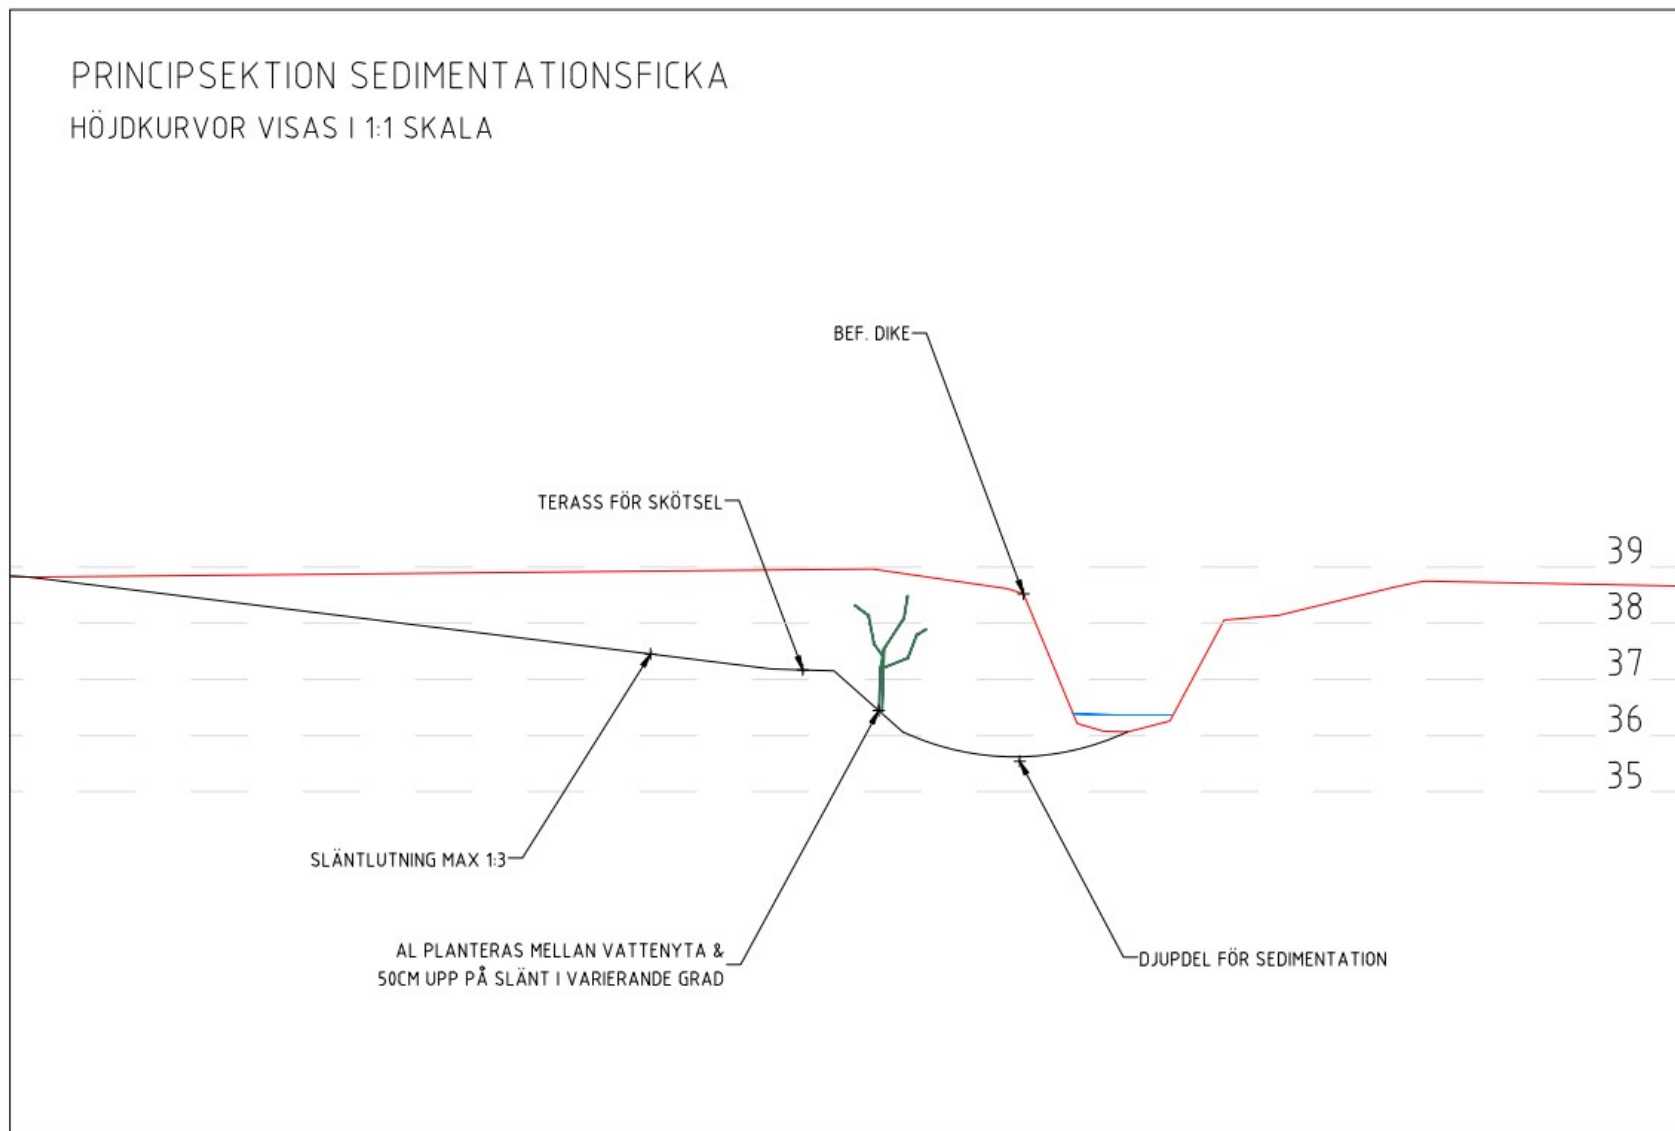 PRINCIPSEKTION SEDIMENTATIONSFICKA
HÖJDKURVOR VISAS I 1:1 SKALA
BEF. DIKE
TERASS FÖR SKÖTSEL
39
38
37
36
35
SLÄNTLUTNING MAX 1:3
AL PLANTERAS MELLAN VATTENYTA &
50CM UPP PÅ SLÄNT I VARIERANDE GRAD
DJUPDEL FÖR SEDIMENTATION